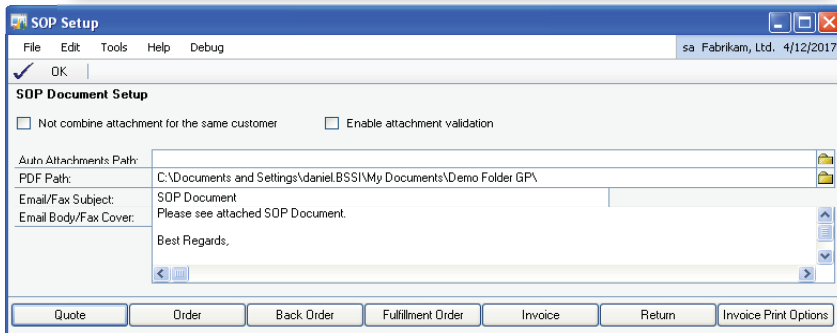 SOP Setup
File Edit Tools Help Debug sa Fabrikam, Ltd. 4/12/2017
OK
SOP Document Setup
Not combine attachment for the same customer Enable attachment validation
Auto Attachments Path:
PDF Path: C:\Documents and Settings\daniel.BSSI\My Documents\Demo Folder GP\
Email/Fax Subject: SOP Document
Email Body/Fax Cover: Please see attached SOP Document.
Best Regards,
Quote Order Back Order Fulfillment Order Invoice Return Invoice Print Options